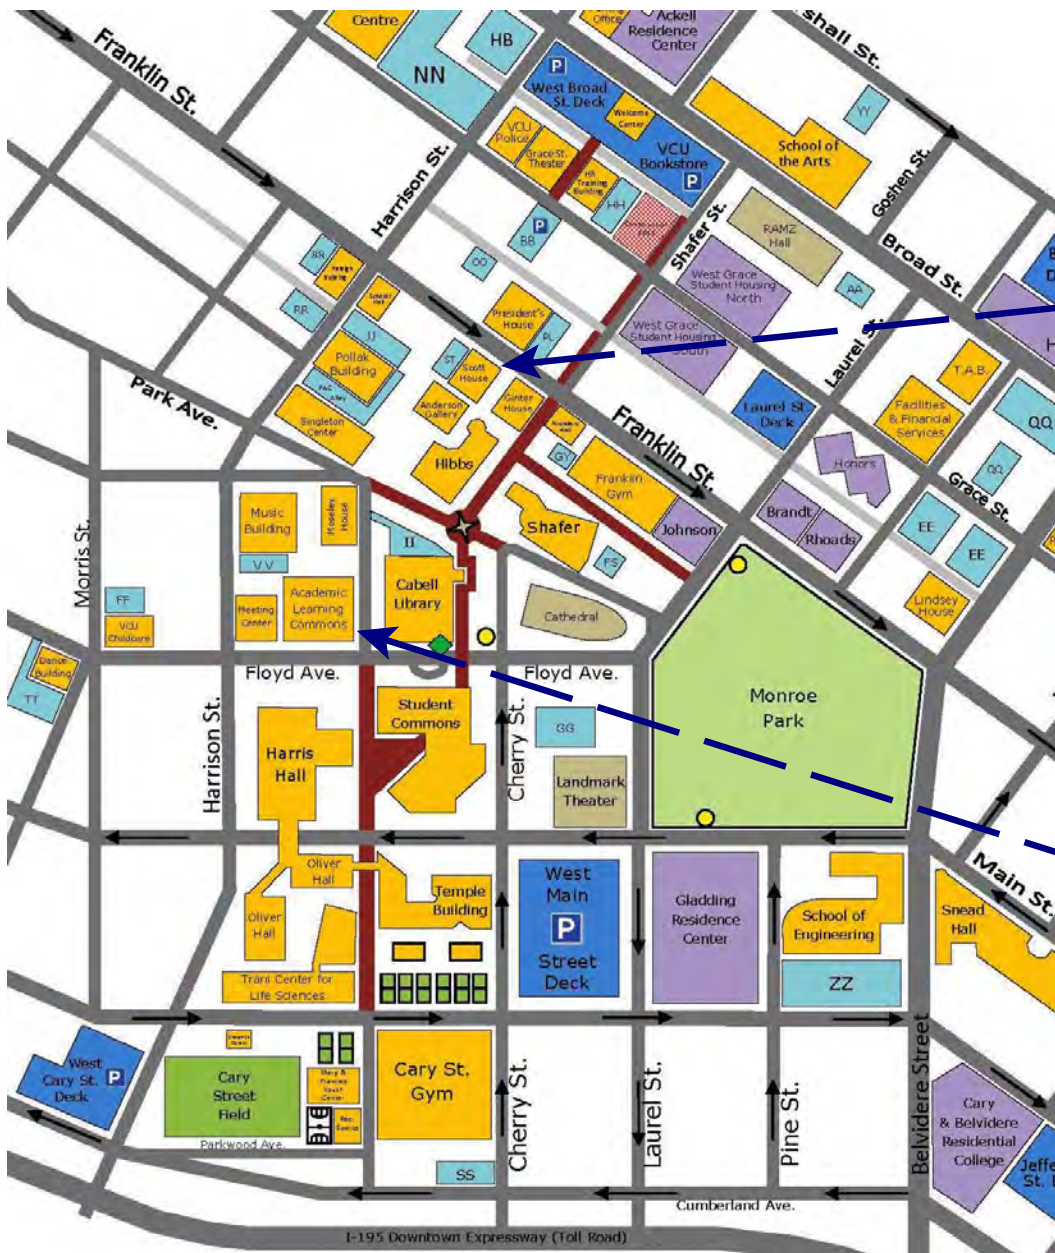 Centre
Office
Ackell
Residence
Center
shall St.
HB
NN
Franklin St.
West Broad
St. Deck
P
Welcome
Center
VCU
Bookstore
P
YY
School of
the Arts
VCU
Police
Grace St.
Theater
HR
Training
Building
HH
Harrison St.
Goshen St.
Shafer St.
RAMZ
Hall
Broad St.
BB
P
OO
RR
RR
West Grace
Student Housing
North
AA
President's
House
PL
West Grace
Student Housing
South
Laurel St.
JJ
Pollak
Building
ST
Scott
House
T.A.B.
Park Ave.
Anderson
Gallery
Ginter
House
Laurel St.
Deck
Facilities
& Financial
Services
QQ
Singleton
Center
Hibbs
GY
Franklin St.
Honors
QQ
Grace St.
Franklin
Gym
Music
Building
Moseley
House
Shafer
Johnson
Brandt
Rhoads
EE
EE
II
VV
FS
Morris St.
FF
VCU
Childcare
Meeting
Center
Academic
Learning
Commons
Cabell
Library
Cathedral
Lindsey
House
Dance
Building
TT
Floyd Ave.
Floyd Ave.
Monroe
Park
Harrison St.
Student
Commons
Cherry St.
GG
Harris
Hall
Landmark
Theater
Oliver
Hall
Main St.
Oliver
Hall
Temple
Building
West
Main
P
Street
Deck
Gladding
Residence
Center
School of
Engineering
Snead
Hall
Trani Center for
Life Sciences
ZZ
West
Cary St.
Deck
P
Cary
Street
Field
Cary St.
Gym
Cherry St.
Laurel St.
Pine St.
Belvidere Street
Cary
& Belvidere
Residential
College
Parkwood Ave.
SS
Jeffe
St.
Cumberland Ave.
I-195 Downtown Expressway (Toll Road)